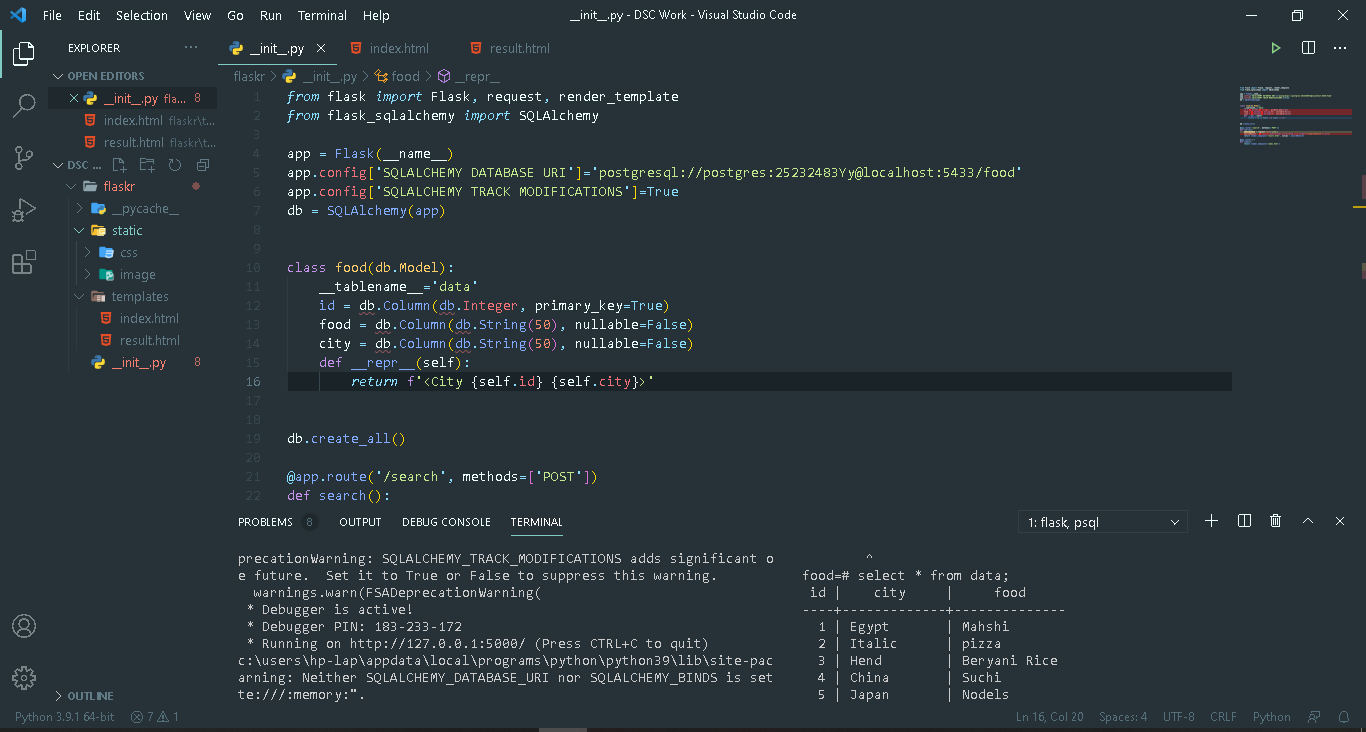 File Edit Selection View Go Run Terminal Help __init__.py - DSC Work - Visual Studio Code
EXPLORER
OPEN EDITORS
__init__.py fla... 8
index.html flaskr\t...
result.html flaskr\t...
DSC ...
flaskr
__pycache__
static
css
image
templates
index.html
result.html
__init__.py 8
OUTLINE
__init__.py index.html result.html
flaskr > __init__.py > food > __repr__
1 from flask import Flask, request, render_template
2 from flask_sqlalchemy import SQLAlchemy
3
4 app = Flask(__name__)
5 app.config['SQLALCHEMY DATABASE URI']='postgresql://postgres:25232483Yy@localhost:5433/food'
6 app.config['SQLALCHEMY TRACK MODIFICATIONS']=True
7 db = SQLAlchemy(app)
8
9
10 class food(db.Model):
11 __tablename__='data'
12 id = db.Column(db.Integer, primary_key=True)
13 food = db.Column(db.String(50), nullable=False)
14 city = db.Column(db.String(50), nullable=False)
15 def __repr__(self):
16 return f'<City {self.id} {self.city}>'
17
18
19 db.create_all()
20
21 @app.route('/search', methods=['POST'])
22 def search():
PROBLEMS 8 OUTPUT DEBUG CONSOLE TERMINAL 1: flask, psql
precationWarning: SQLALCHEMY_TRACK_MODIFICATIONS adds significant o
e future. Set it to True or False to suppress this warning.
warnings.warn(FSADeprecationWarning(
* Debugger is active!
* Debugger PIN: 183-233-172
* Running on http://127.0.0.1:5000/ (Press CTRL+C to quit)
c:\users\hp-lap\appdata\local\programs\python\python39\lib\site-pac
arning: Neither SQLALCHEMY_DATABASE_URI nor SQLALCHEMY_BINDS is set
te:///:memory:".
^
food=# select * from data;
id | city | food
----+-------------+--------------
1 | Egypt | Mahshi
2 | Italic | pizza
3 | Hend | Beryani Rice
4 | China | Suchi
5 | Japan | Nodels
Python 3.9.1 64-bit 7 1 Ln 16, Col 20 Spaces: 4 UTF-8 CRLF Python